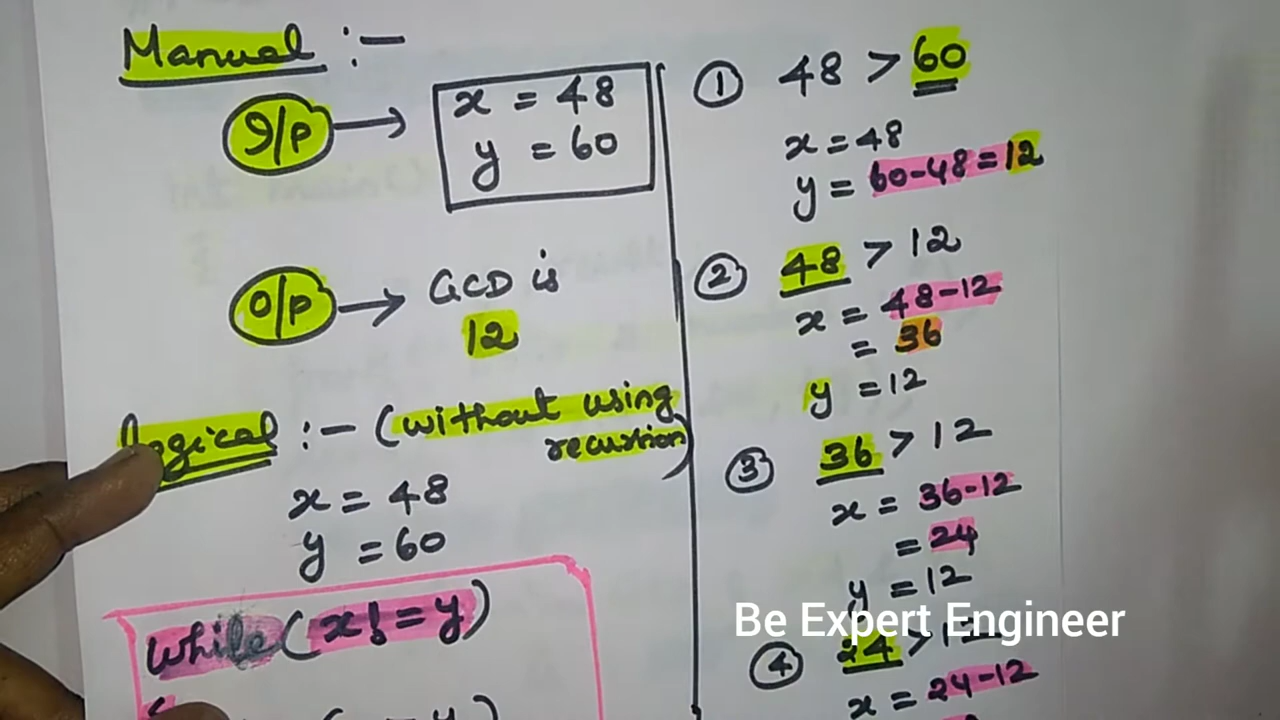 Manual :-
I/P → x = 48
y = 60
O/P → GCD is
12
Logical :- (without using
recursion)
x = 48
y = 60
while(x!=y)
① 48 > 60
x = 48
y = 60-48 = 12
② 48 > 12
x = 48-12
= 36
y = 12
③ 36 > 12
x = 36-12
= 24
y = 12
④ 24 > 12
x = 24-12
Be Expert Engineer